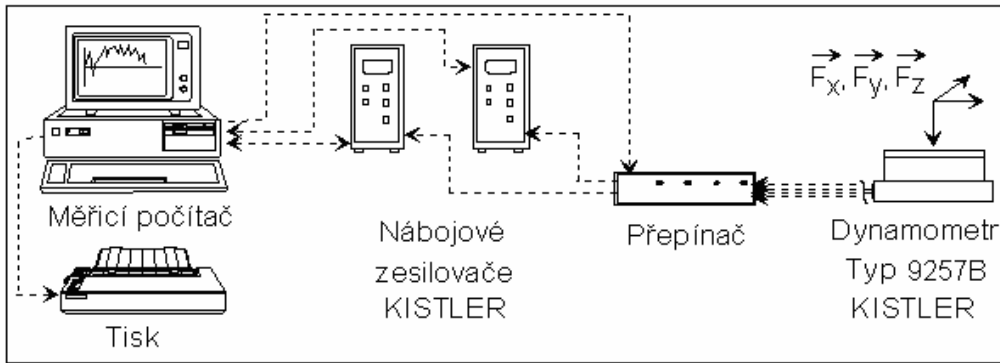 F⃗x, F⃗y, F⃗z
Měřicí počítač
Tisk
Nábojové
zesilovače
KISTLER
Přepínač
Dynamometr
Typ 9257B
KISTLER